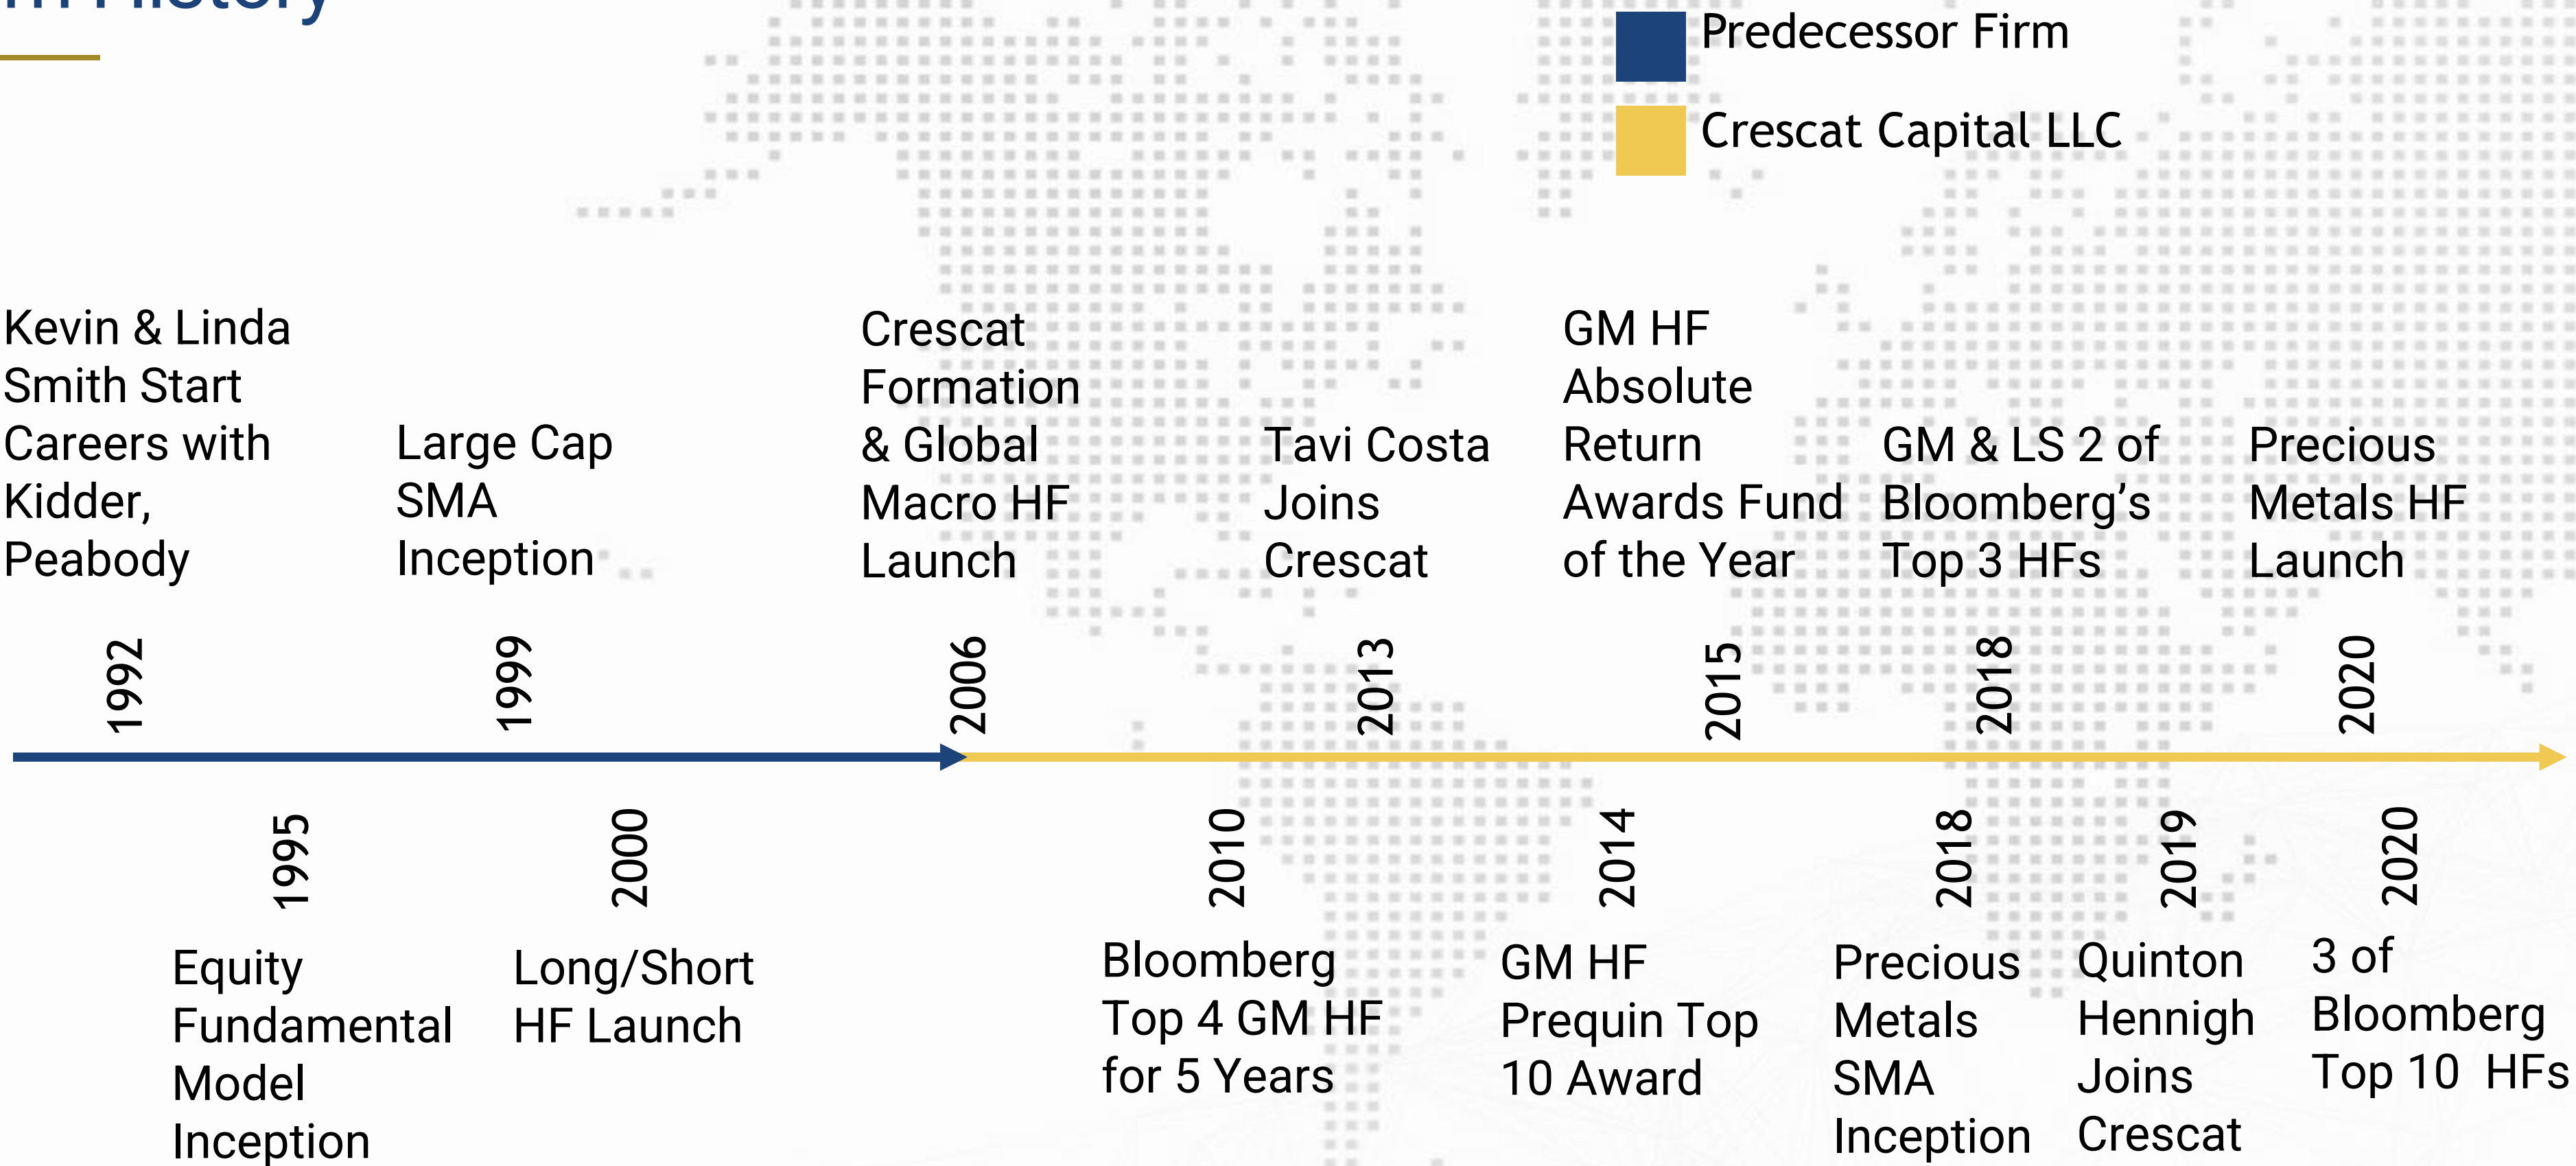 History
Predecessor Firm
Crescat Capital LLC
Kevin & Linda
Smith Start
Careers with
Kidder,
Peabody
Large Cap
SMA
Inception
Crescat
Formation
& Global
Macro HF
Launch
Tavi Costa
Joins
Crescat
GM HF
Absolute
Return
Awards Fund
of the Year
GM & LS 2 of
Bloomberg’s
Top 3 HFs
Precious
Metals HF
Launch
1992
1999
2006
2013
2015
2018
2020
1995
2000
2010
2014
2018
2019
2020
Equity
Fundamental
Model
Inception
Long/Short
HF Launch
Bloomberg
Top 4 GM HF
for 5 Years
GM HF
Prequin Top
10 Award
Precious
Metals
SMA
Inception
Quinton
Hennigh
Joins
Crescat
3 of
Bloomberg
Top 10 HFs